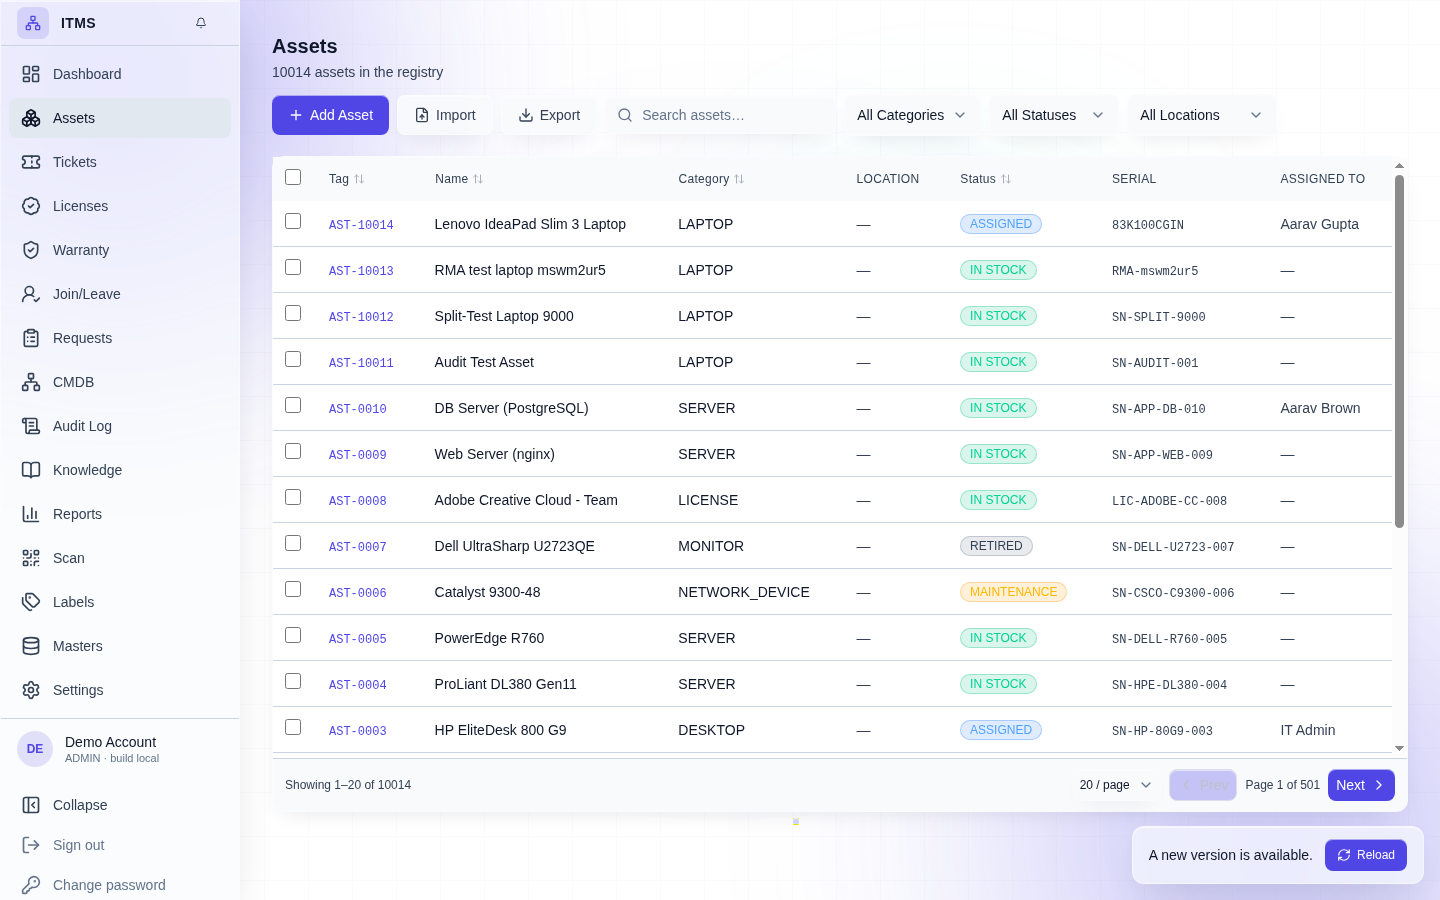 ITMS
Dashboard
Assets
Tickets
Licenses
Warranty
Join/Leave
Requests
CMDB
Audit Log
Knowledge
Reports
Scan
Labels
Masters
Settings
DE
Demo Account
ADMIN · build local
Collapse
Sign out
Change password
Assets
10014 assets in the registry
Add Asset Import Export Search assets… All Categories All Statuses All Locations
Tag Name Category LOCATION Status SERIAL ASSIGNED TO
AST-10014 Lenovo IdeaPad Slim 3 Laptop LAPTOP — ASSIGNED 83K100CGIN Aarav Gupta
AST-10013 RMA test laptop mswm2ur5 LAPTOP — IN STOCK RMA-mswm2ur5 —
AST-10012 Split-Test Laptop 9000 LAPTOP — IN STOCK SN-SPLIT-9000 —
AST-10011 Audit Test Asset LAPTOP — IN STOCK SN-AUDIT-001 —
AST-0010 DB Server (PostgreSQL) SERVER — IN STOCK SN-APP-DB-010 Aarav Brown
AST-0009 Web Server (nginx) SERVER — IN STOCK SN-APP-WEB-009 —
AST-0008 Adobe Creative Cloud - Team LICENSE — IN STOCK LIC-ADOBE-CC-008 —
AST-0007 Dell UltraSharp U2723QE MONITOR — RETIRED SN-DELL-U2723-007 —
AST-0006 Catalyst 9300-48 NETWORK_DEVICE — MAINTENANCE SN-CSCO-C9300-006 —
AST-0005 PowerEdge R760 SERVER — IN STOCK SN-DELL-R760-005 —
AST-0004 ProLiant DL380 Gen11 SERVER — IN STOCK SN-HPE-DL380-004 —
AST-0003 HP EliteDesk 800 G9 DESKTOP — ASSIGNED SN-HP-80G9-003 IT Admin
Showing 1–20 of 10014 20 / page Prev Page 1 of 501 Next
A new version is available. Reload